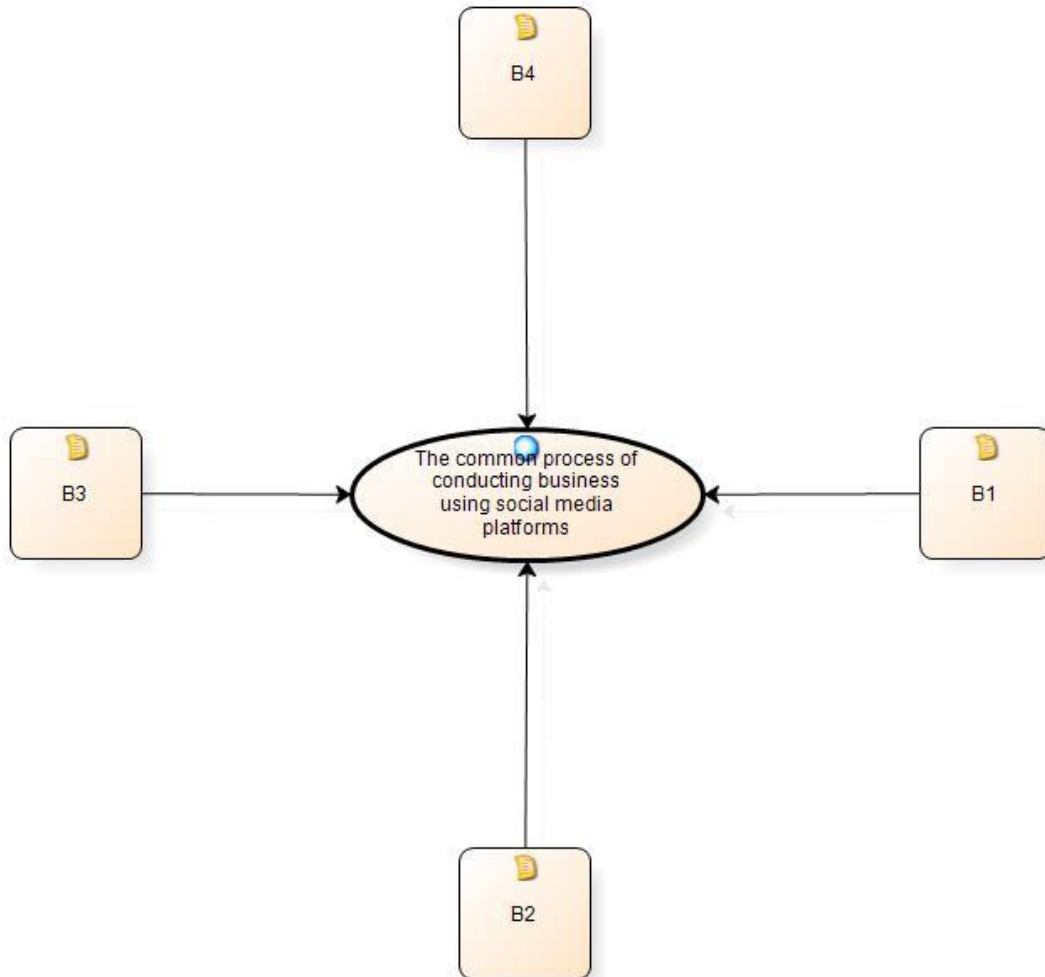 B4
B3
The common process of
conducting business
using social media
platforms
B1
B2